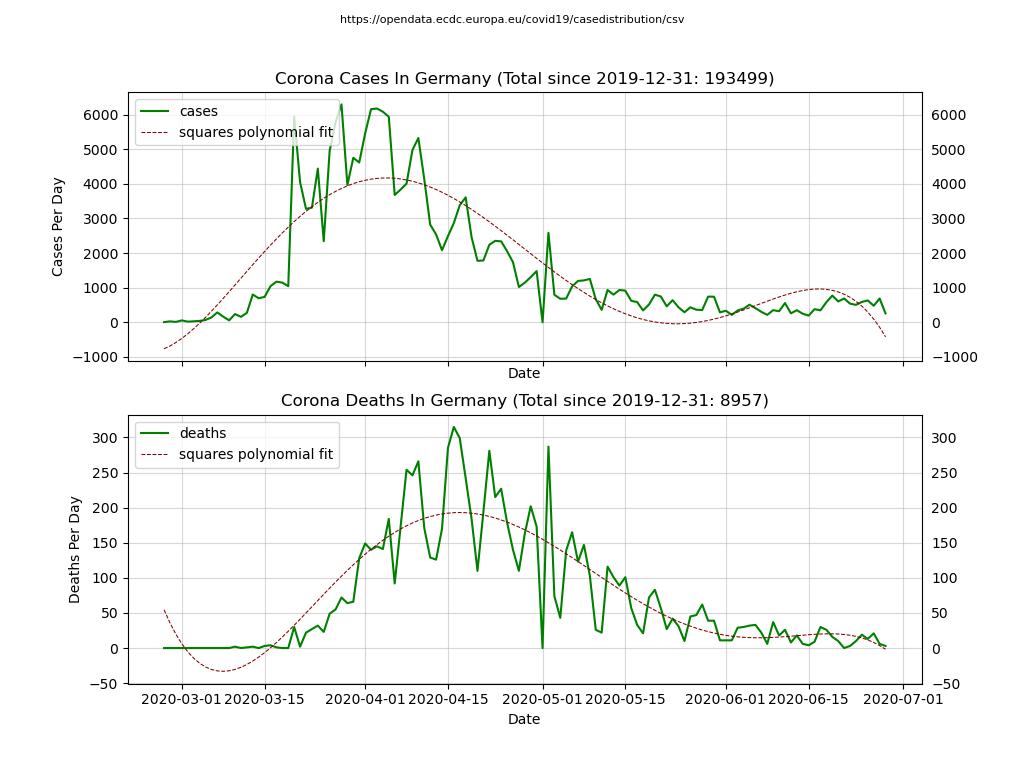 https://opendata.ecdc.europa.eu/covid19/casedistribution/csv
Corona Cases In Germany (Total since 2019-12-31: 193499)
cases
squares polynomial fit
Cases Per Day
6000
5000
4000
3000
2000
1000
0
−1000
6000
5000
4000
3000
2000
1000
0
−1000
Date
Corona Deaths In Germany (Total since 2019-12-31: 8957)
deaths
squares polynomial fit
Deaths Per Day
300
250
200
150
100
50
0
−50
300
250
200
150
100
50
0
−50
2020-03-01 2020-03-15 2020-04-01 2020-04-15 2020-05-01 2020-05-15 2020-06-01 2020-06-15 2020-07-01
Date